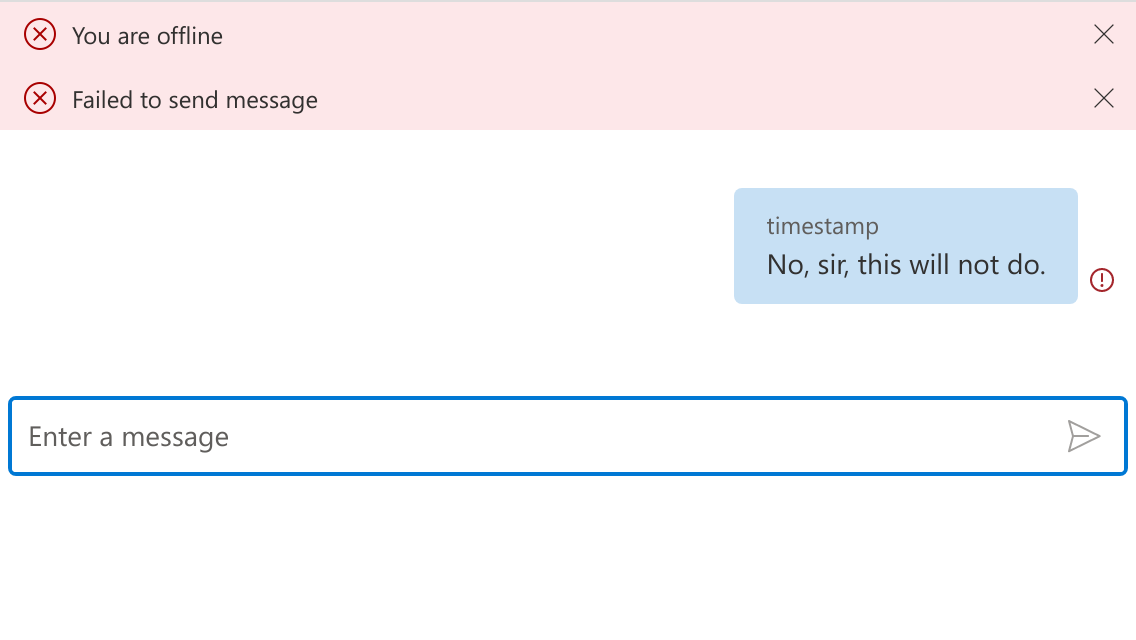 You are offline
Failed to send message
timestamp
No, sir, this will not do.
Enter a message